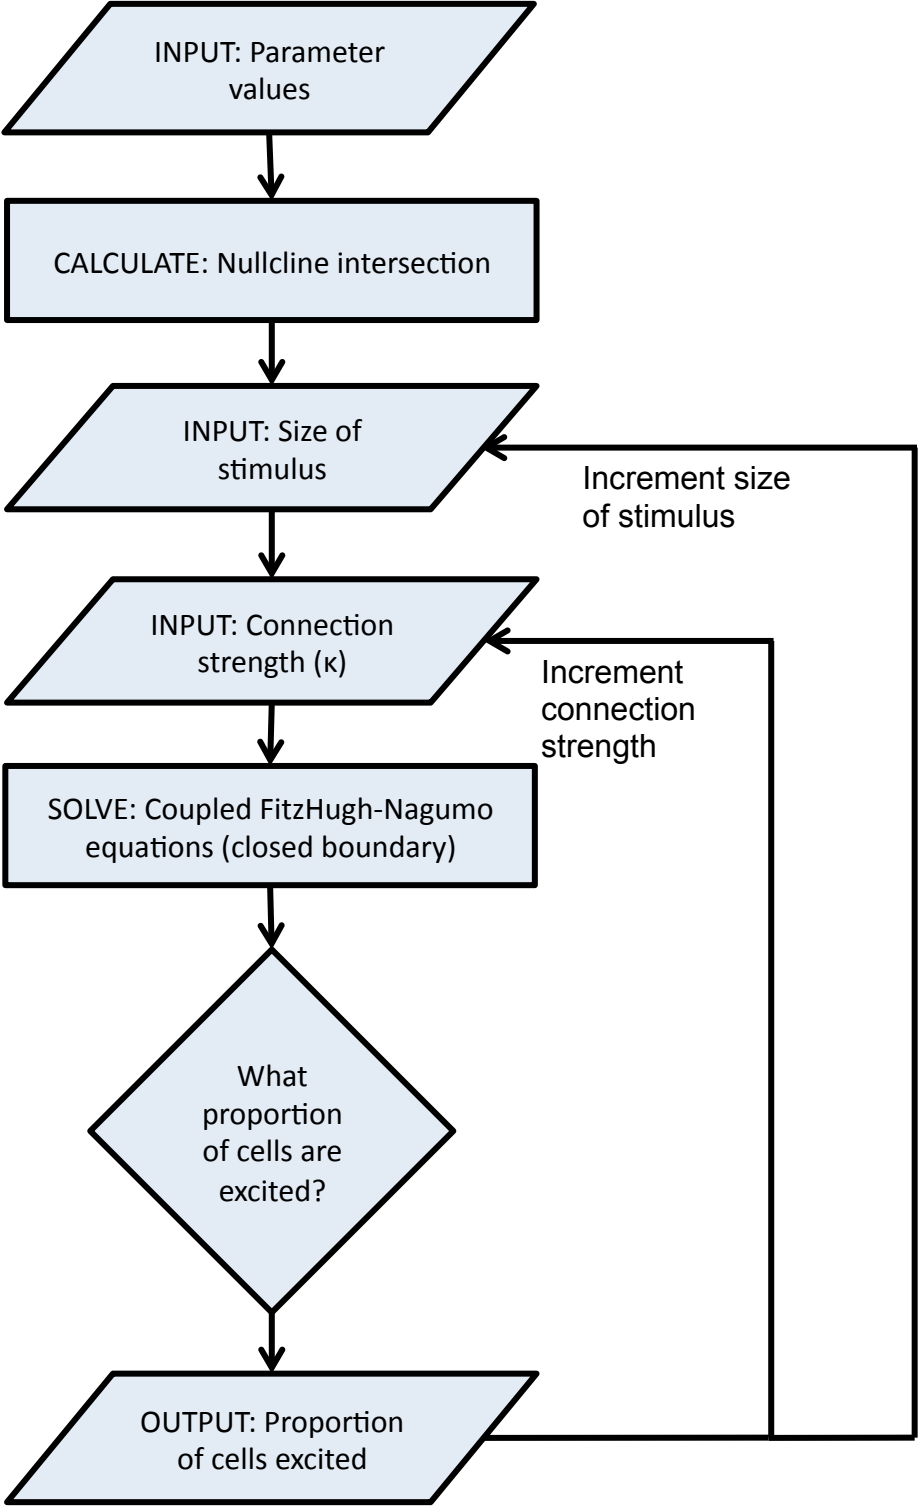 INPUT: Parameter
values
CALCULATE: Nullcline intersection
INPUT: Size of
stimulus
Increment size
of stimulus
INPUT: Connection
strength (κ)
Increment
connection
strength
SOLVE: Coupled FitzHugh-Nagumo
equations (closed boundary)
What
proportion
of cells are
excited?
OUTPUT: Proportion
of cells excited